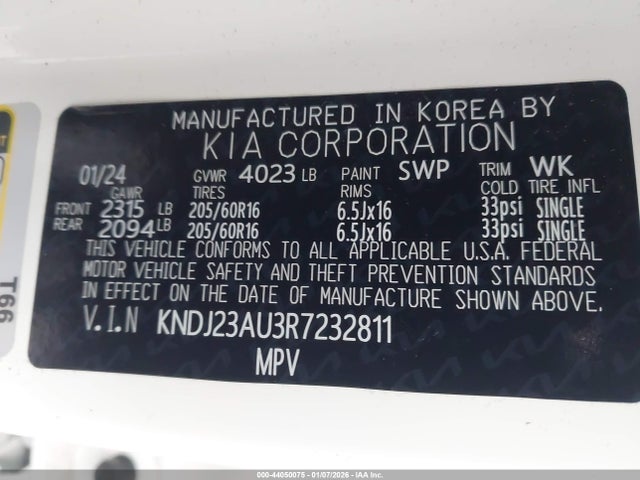 MANUFACTURED IN KOREA BY
KIA CORPORATION
01/24 GVWR 4023 LB PAINT SWP TRIM WK
GAWR TIRES RIMS COLD TIRE INFL
FRONT 2315 LB 205/60R16 6.5Jx16 33psi SINGLE
REAR 2094 LB 205/60R16 6.5Jx16 33psi SINGLE
THIS VEHICLE CONFORMS TO ALL APPLICABLE U.S.A. FEDERAL
MOTOR VEHICLE SAFETY AND THEFT PREVENTION STANDARDS
IN EFFECT ON THE DATE OF MANUFACTURE SHOWN ABOVE.
V.I.N KNDJ23AU3R7232811
MPV
T66
000-44050075 - 01/07/2026 - IAAI.COM